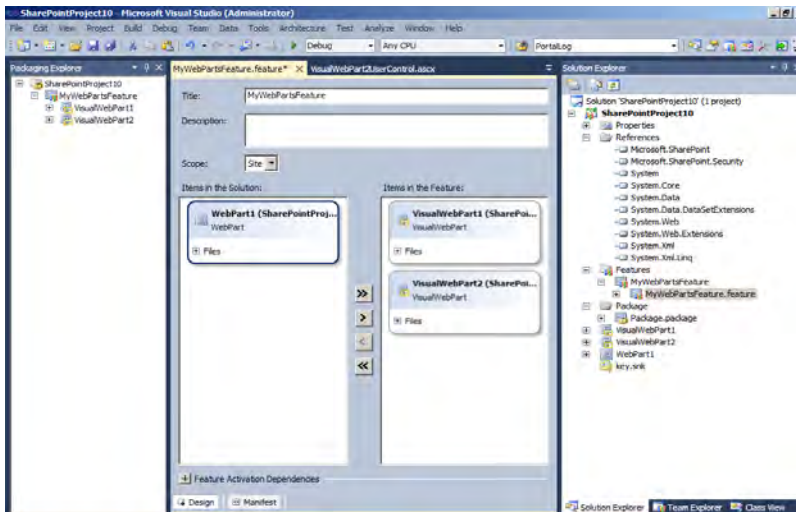 SharePointProject10 - Microsoft Visual Studio (Administrator)
File Edit View Project Build Debug Team Data Tools Architecture Test Analyze Window Help
Debug Any CPU PortalLog
Packaging Explorer
SharePointProject10
MyWebPartsFeature
VisualWebPart1
VisualWebPart2
MyWebPartsFeature.feature* VisualWebPart2UserControl.ascx
Title: MyWebPartsFeature
Description:
Scope: Site
Items in the Solution:
WebPart1 (SharePointProj...
WebPart
Files
Items in the Feature:
VisualWebPart1 (SharePoi...
VisualWebPart
Files
VisualWebPart2 (SharePoi...
VisualWebPart
Files
Feature Activation Dependencies
Design Manifest
Solution Explorer
Solution 'SharePointProject10' (1 project)
SharePointProject10
Properties
References
Microsoft.SharePoint
Microsoft.SharePoint.Security
System
System.Core
System.Data
System.Data.DataSetExtensions
System.Web
System.Web.Extensions
System.Xml
System.Xml.Linq
Features
MyWebPartsFeature
MyWebPartsFeature.feature
Package
Package.package
VisualWebPart1
VisualWebPart2
WebPart1
key.snk
Solution Explorer Team Explorer Class View